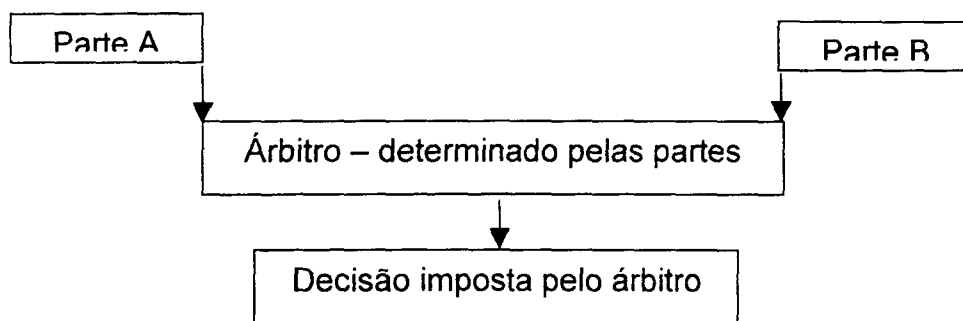 Parte A
Parte B
Árbitro – determinado pelas partes
Decisão imposta pelo árbitro